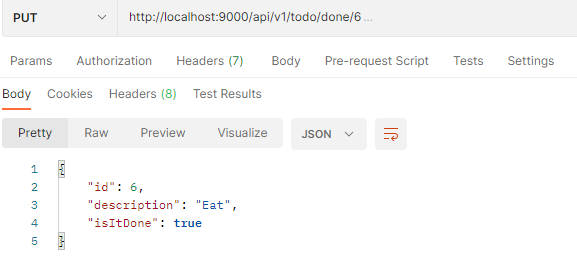 PUT http://localhost:9000/api/v1/todo/done/6 ...
Params Authorization Headers (7) Body Pre-request Script Tests Settings
Body Cookies Headers (8) Test Results
Pretty Raw Preview Visualize JSON
1 {
2 "id": 6,
3 "description": "Eat",
4 "isItDone": true
5 }